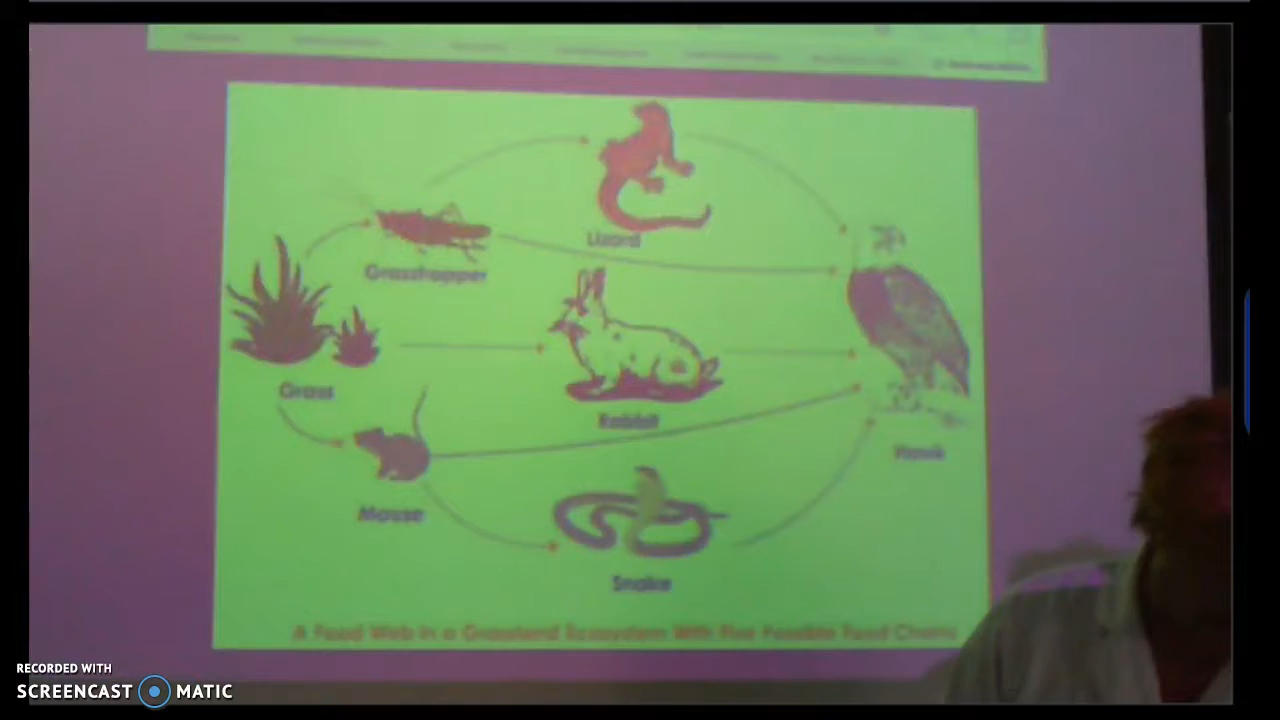 Lizard
Grasshopper
Grass
Rabbit
Hawk
Mouse
Snake
A Food Web in a Grassland Ecosystem With Five Possible Food Chains
RECORDED WITH
SCREENCAST MATIC